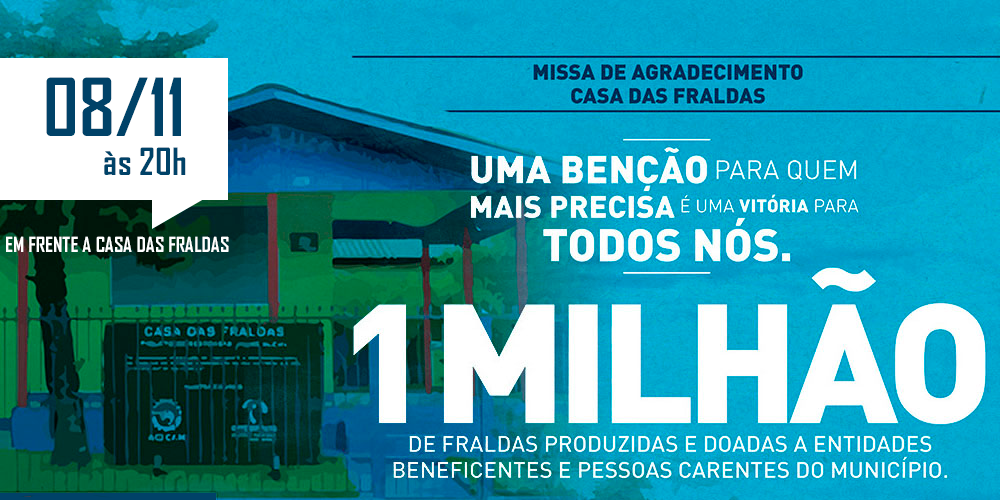 08/11
às 20h
EM FRENTE A CASA DAS FRALDAS
MISSA DE AGRADECIMENTO
CASA DAS FRALDAS
UMA BENÇÃO PARA QUEM
MAIS PRECISA É UMA VITÓRIA PARA
TODOS NÓS.
1 MILHÃO
DE FRALDAS PRODUZIDAS E DOADAS A ENTIDADES
BENEFICENTES E PESSOAS CARENTES DO MUNICÍPIO.
CASA DAS FRALDAS